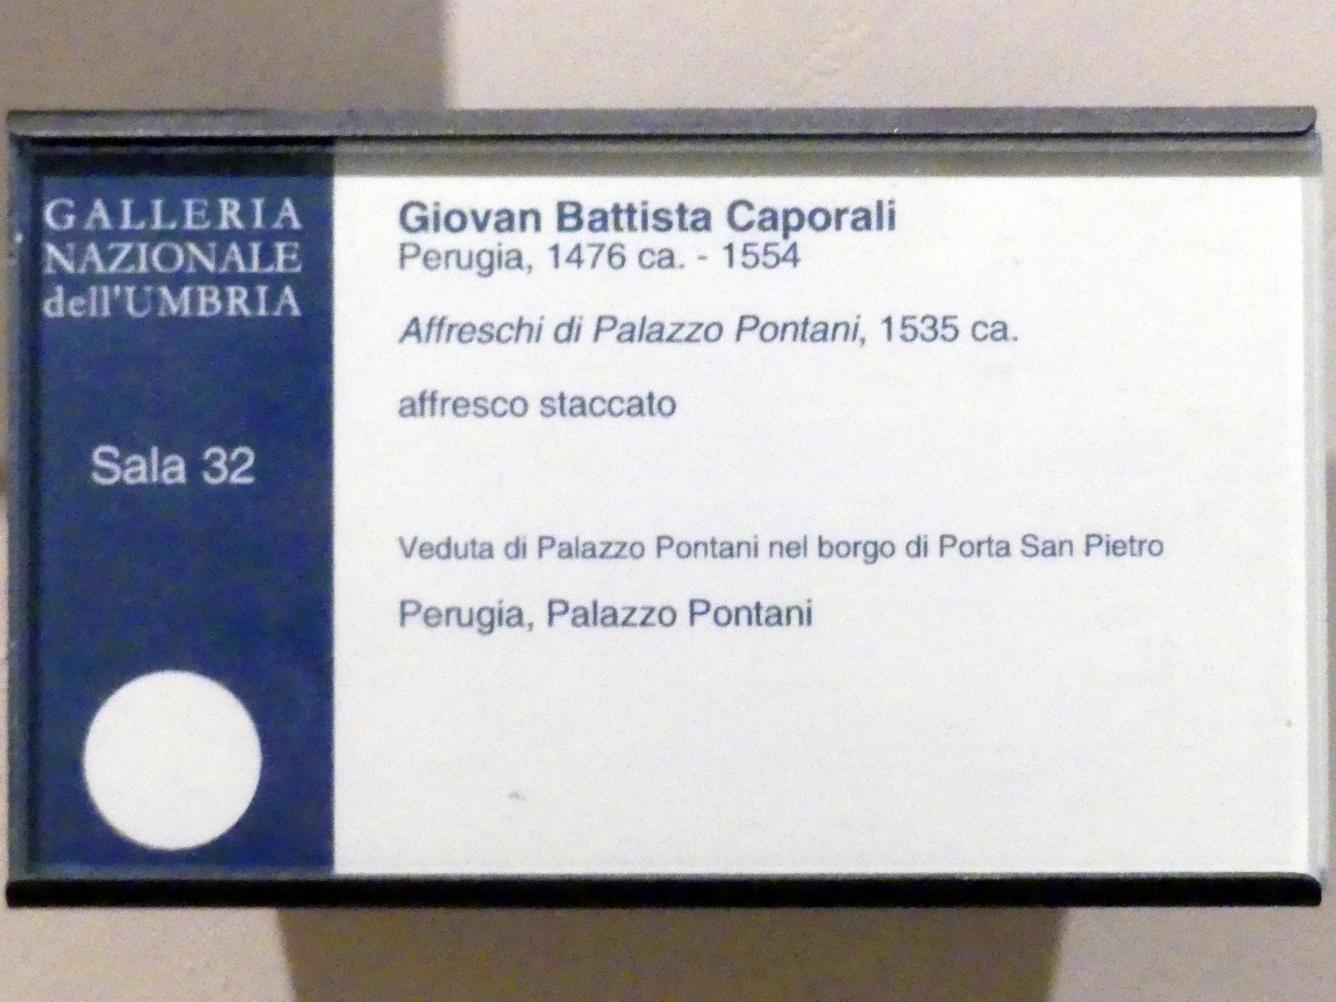 GALLERIA
NAZIONALE
dell'UMBRIA
Sala 32
Giovan Battista Caporali
Perugia, 1476 ca. - 1554
Affreschi di Palazzo Pontani, 1535 ca.
affresco staccato
Veduta di Palazzo Pontani nel borgo di Porta San Pietro
Perugia, Palazzo Pontani